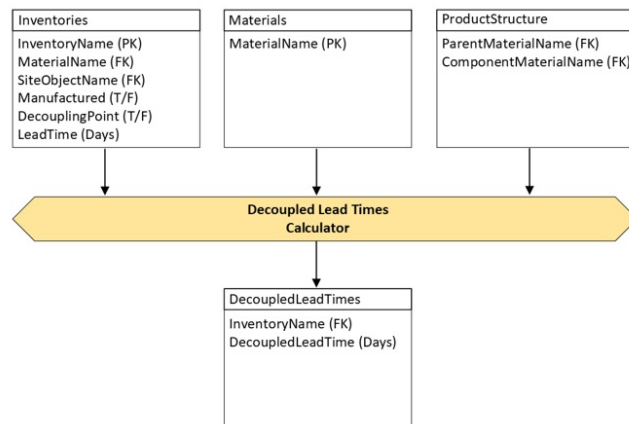 Inventories
InventoryName (PK)
MaterialName (FK)
SiteObjectName (FK)
Manufactured (T/F)
DecouplingPoint (T/F)
LeadTime (Days)
Materials
MaterialName (PK)
ProductStructure
ParentMaterialName (FK)
ComponentMaterialName (FK)
Decoupled Lead Times
Calculator
DecoupledLeadTimes
InventoryName (FK)
DecoupledLeadTime (Days)